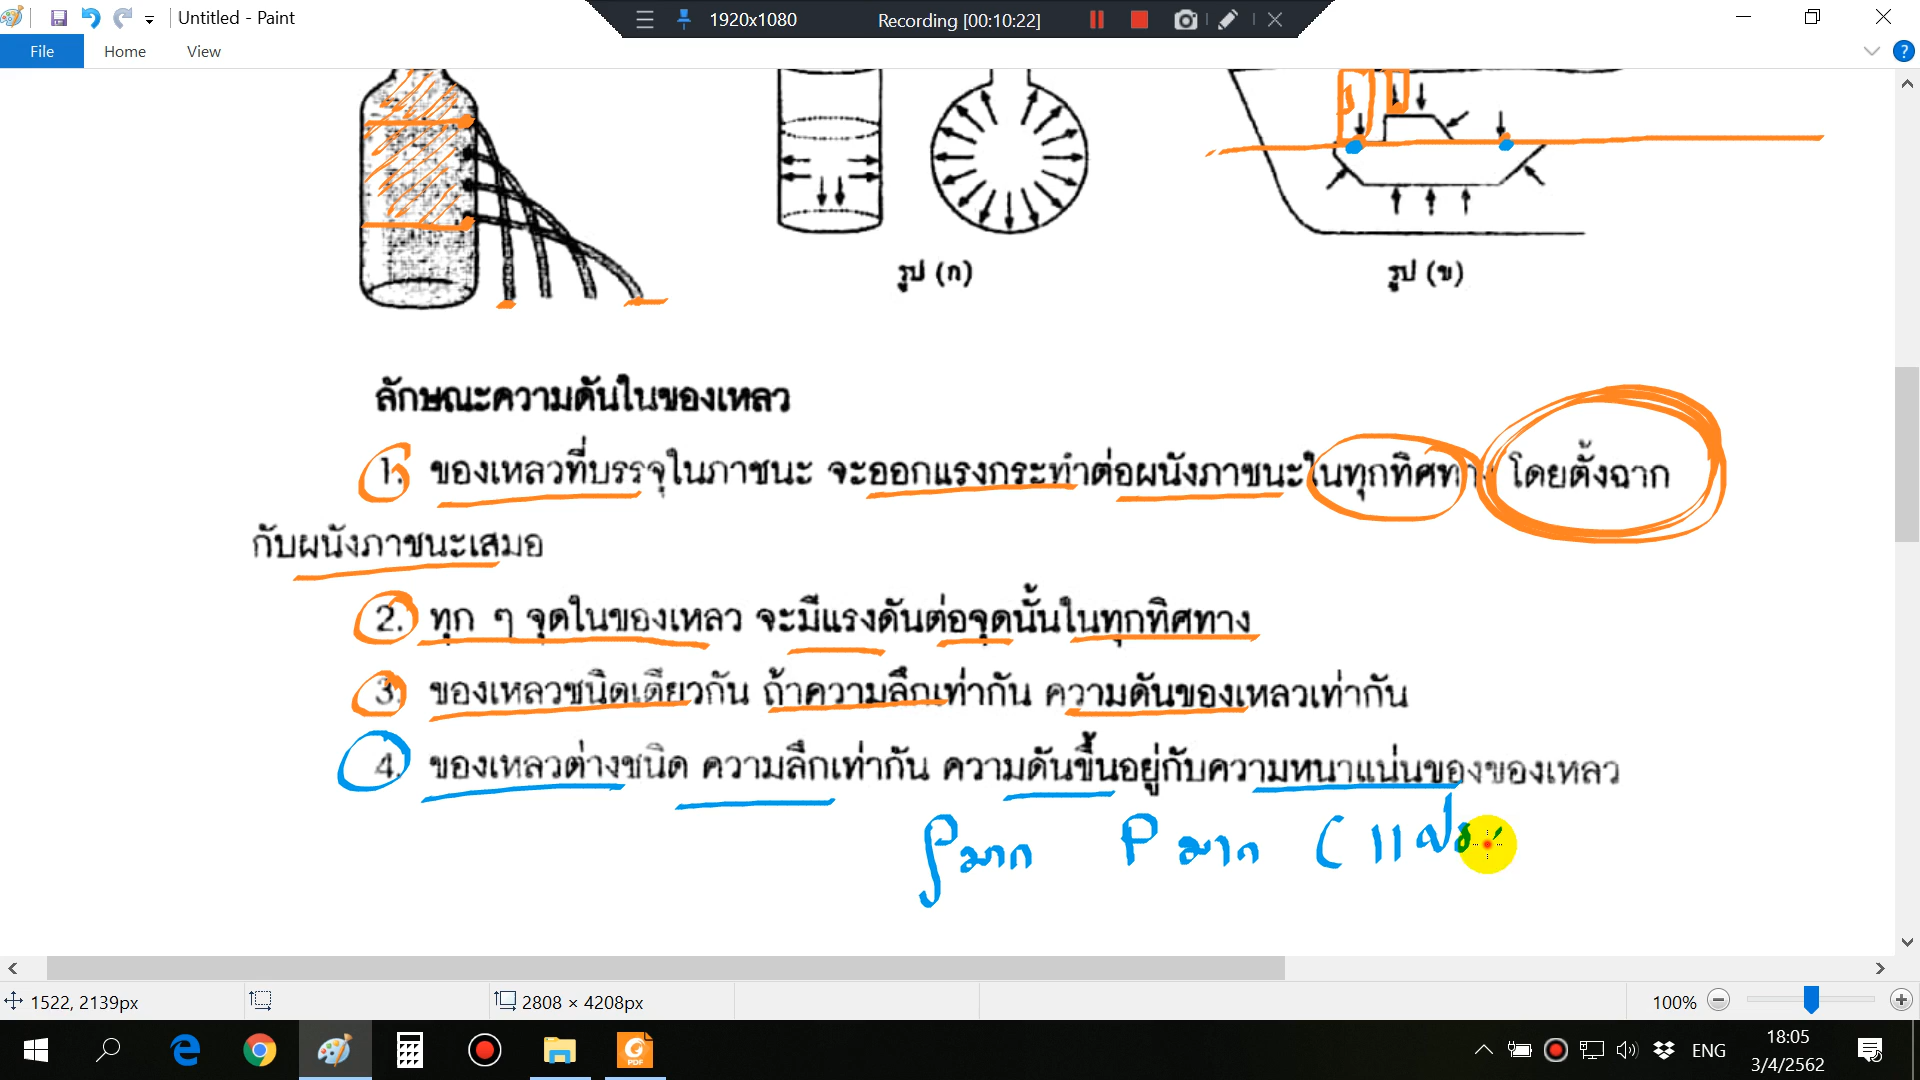 Untitled - Paint
1920x1080
Recording [00:10:22]
File
Home
View
รูป (ก)
รูป (ข)
ลักษณะความดันในของเหลว
1. ของเหลวที่บรรจุในภาชนะ จะออกแรงกระทำต่อผนังภาชนะในทุกทิศทาง โดยตั้งฉาก
กับผนังภาชนะเสมอ
2. ทุก ๆ จุดในของเหลว จะมีแรงดันต่อจุดนั้นในทุกทิศทาง
3. ของเหลวชนิดเดียวกัน ถ้าความลึกเท่ากัน ความดันของเหลวเท่ากัน
4. ของเหลวต่างชนิด ความลึกเท่ากัน ความดันขึ้นอยู่กับความหนาแน่นของของเหลว
ρ มาก P มาก (แปร
1522, 2139px
2808 × 4208px
100%
ENG
18:05
3/4/2562